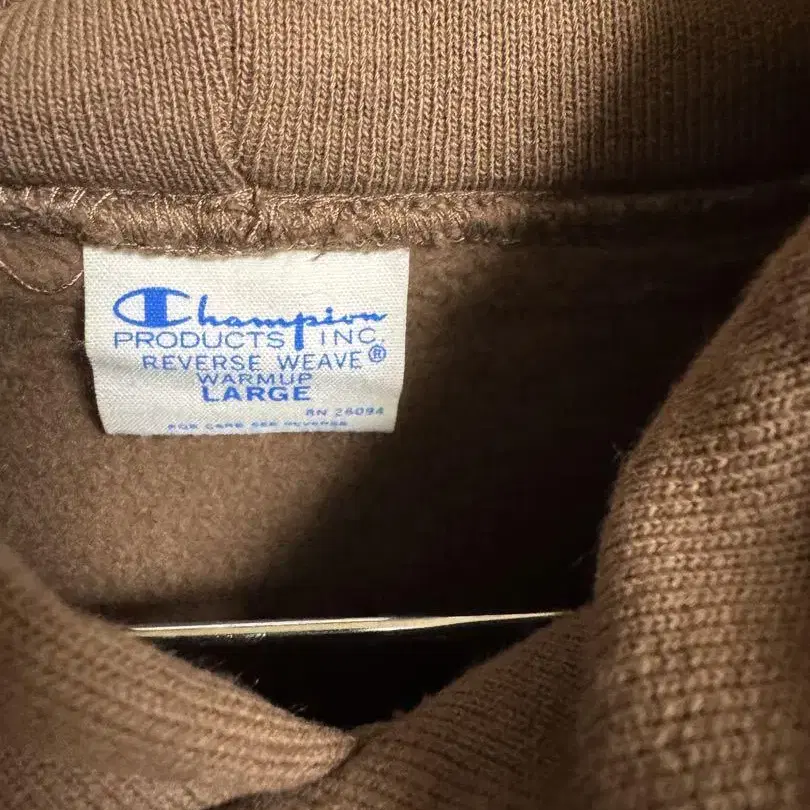 Champion
PRODUCTS INC.
REVERSE WEAVE®
WARMUP
LARGE
RN 26094
FOR CARE SEE REVERSE